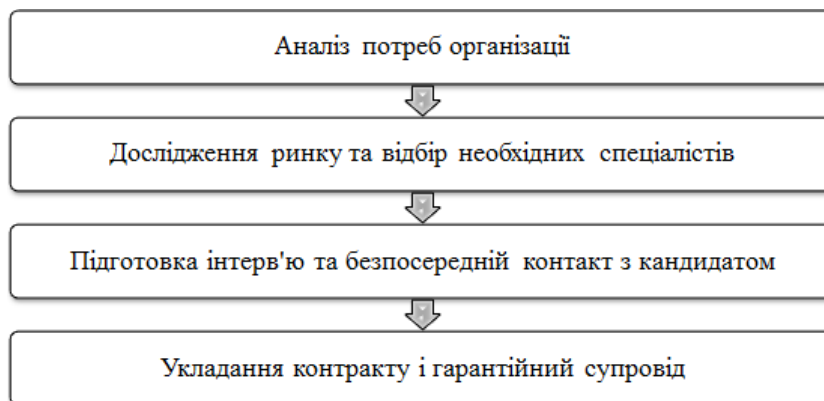 Аналіз потреб організації
Дослідження ринку та відбір необхідних спеціалістів
Підготовка інтерв'ю та безпосередній контакт з кандидатом
Укладання контракту і гарантійний супровід